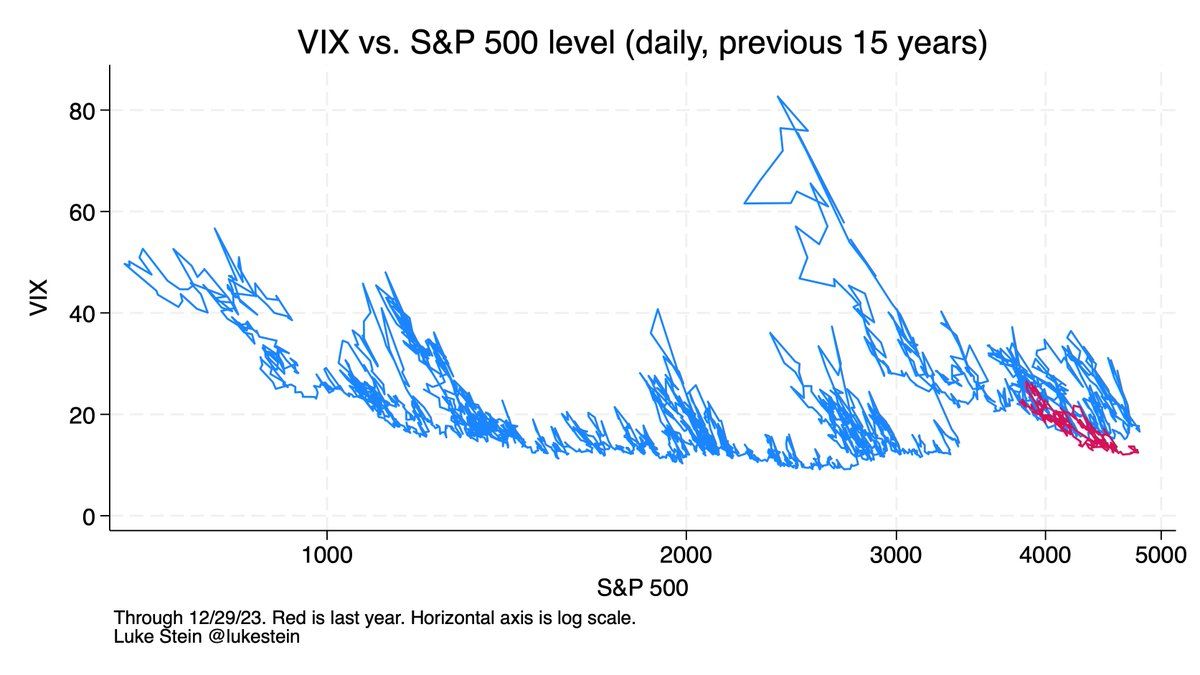 VIX vs. S&P 500 level (daily, previous 15 years)
80
60
40
20
0
VIX
1000
2000
3000
4000
5000
S&P 500
Through 12/29/23. Red is last year. Horizontal axis is log scale.
Luke Stein @lukestein